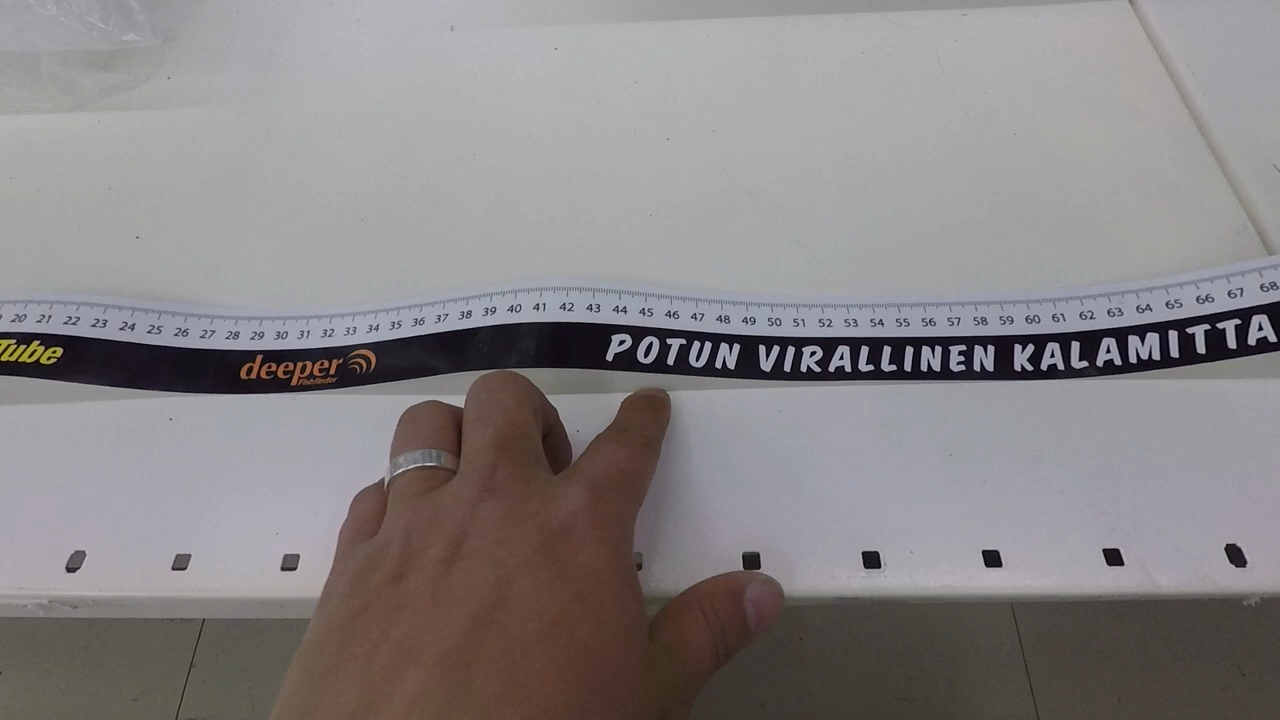 20 21 22 23 24 25 26 27 28 29 30 31 32 33 34 35 36 37 38 39 40 41 42 43 44 45 46 47 48 49 50 51 52 53 54 55 56 57 58 59 60 61 62 63 64 65 66 67 68
Tube deeper POTUN VIRALLINEN KALAMITTA
Fishfinder